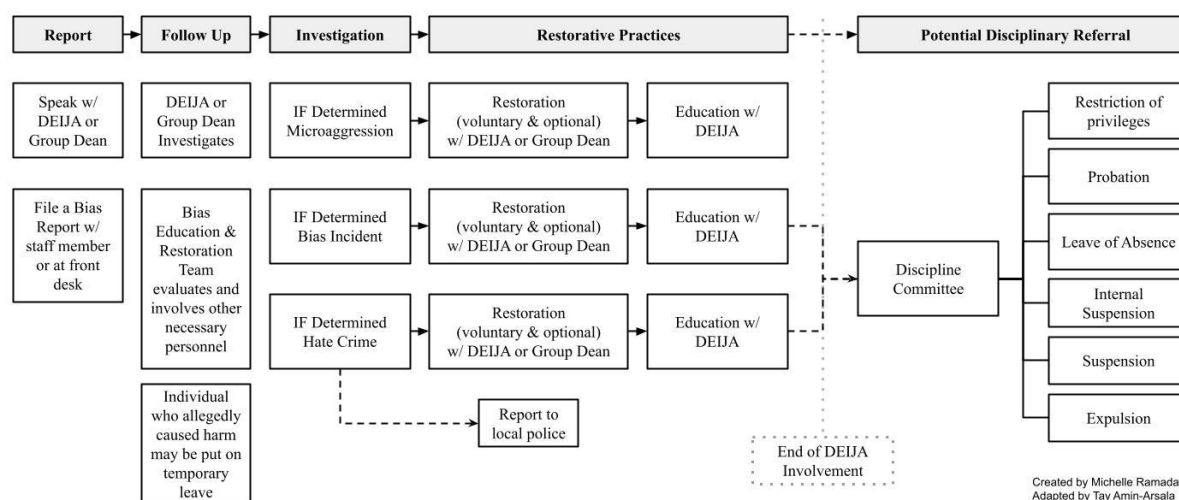 Report
Follow Up
Investigation
Restorative Practices
Potential Disciplinary Referral
Speak w/
DEIJA or
Group Dean
DEIJA or
Group Dean
Investigates
IF Determined
Microaggression
Restoration
(voluntary & optional)
w/ DEIJA or Group Dean
Education w/
DEIJA
File a Bias
Report w/
staff member
or at front
desk
Bias
Education &
Restoration
Team
evaluates and
involves other
necessary
personnel
IF Determined
Bias Incident
Restoration
(voluntary & optional)
w/ DEIJA or Group Dean
Education w/
DEIJA
IF Determined
Hate Crime
Restoration
(voluntary & optional)
w/ DEIJA or Group Dean
Education w/
DEIJA
Individual
who allegedly
caused harm
may be put on
temporary
leave
Report to
local police
End of DEIJA
Involvement
Discipline
Committee
Restriction of
privileges
Probation
Leave of Absence
Internal
Suspension
Suspension
Expulsion
Created by Michelle Ramada
Adapted by Tay Amin-Arsala